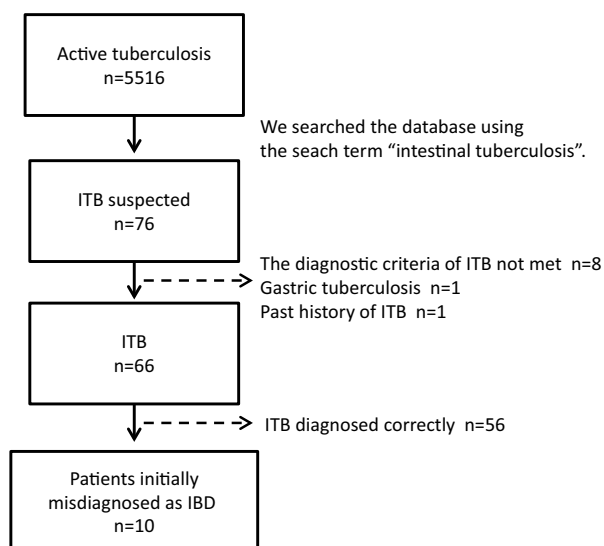 Active tuberculosis
n=5516
We searched the database using
the seach term “intestinal tuberculosis”.
ITB suspected
n=76
The diagnostic criteria of ITB not met n=8
Gastric tuberculosis n=1
Past history of ITB n=1
ITB
n=66
ITB diagnosed correctly n=56
Patients initially
misdiagnosed as IBD
n=10